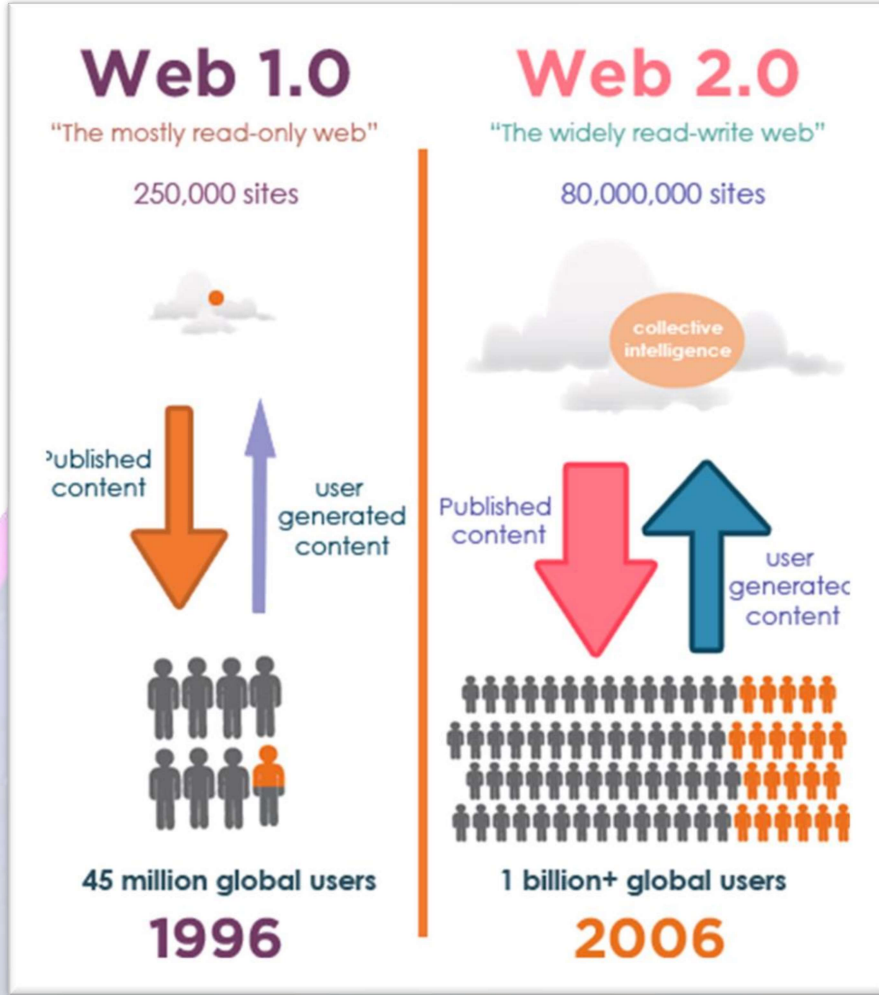 Web 1.0
“The mostly read-only web”
250,000 sites
Published
content
user
generated
content
45 million global users
1996
Web 2.0
“The widely read-write web”
80,000,000 sites
collective
intelligence
Published
content
user
generated
content
1 billion+ global users
2006